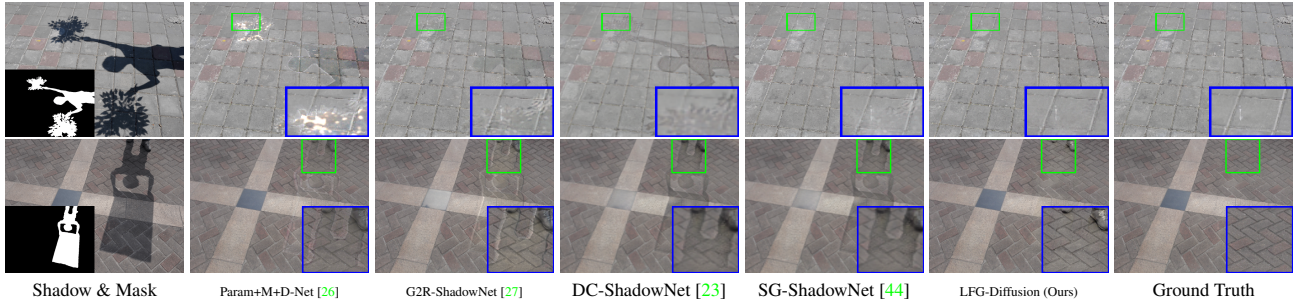 Shadow & Mask Param+M+D-Net [26] G2R-ShadowNet [27] DC-ShadowNet [23] SG-ShadowNet [44] LFG-Diffusion (Ours) Ground Truth